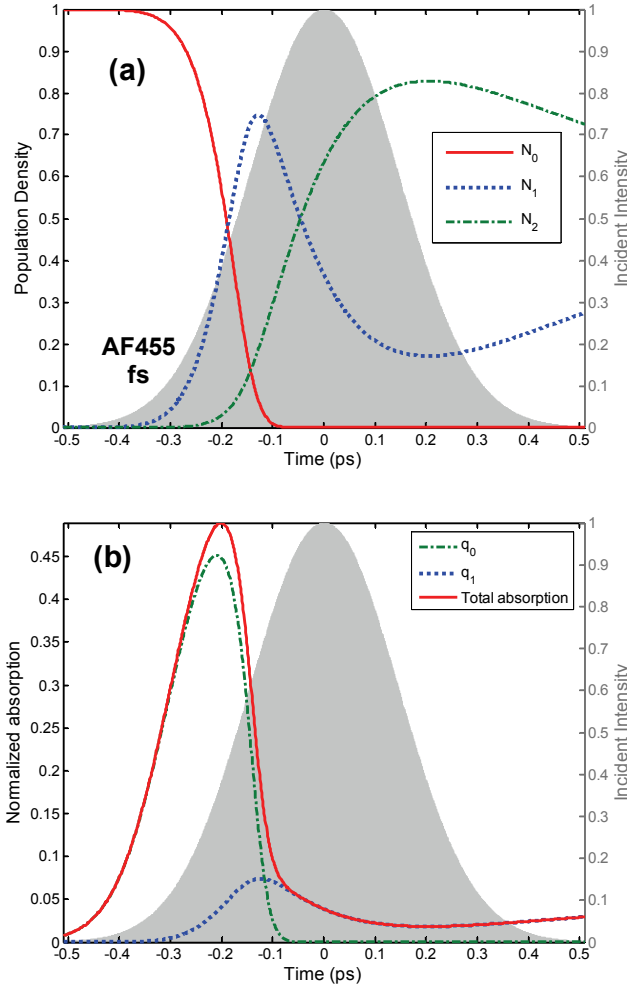 (a)
1
0.9
0.8
0.7
0.6
0.5
0.4
0.3
0.2
0.1
0
Population Density
AF455
fs
N0
N1
N2
1
0.9
0.8
0.7
0.6
0.5
0.4
0.3
0.2
0.1
0
Incident Intensity
-0.5 -0.4 -0.3 -0.2 -0.1 0 0.1 0.2 0.3 0.4 0.5
Time (ps)
(b)
0.45
0.4
0.35
0.3
0.25
0.2
0.15
0.1
0.05
0
Normalized absorption
q0
q1
Total absorption
1
0.9
0.8
0.7
0.6
0.5
0.4
0.3
0.2
0.1
0
Incident Intensity
-0.5 -0.4 -0.3 -0.2 -0.1 0 0.1 0.2 0.3 0.4 0.5
Time (ps)